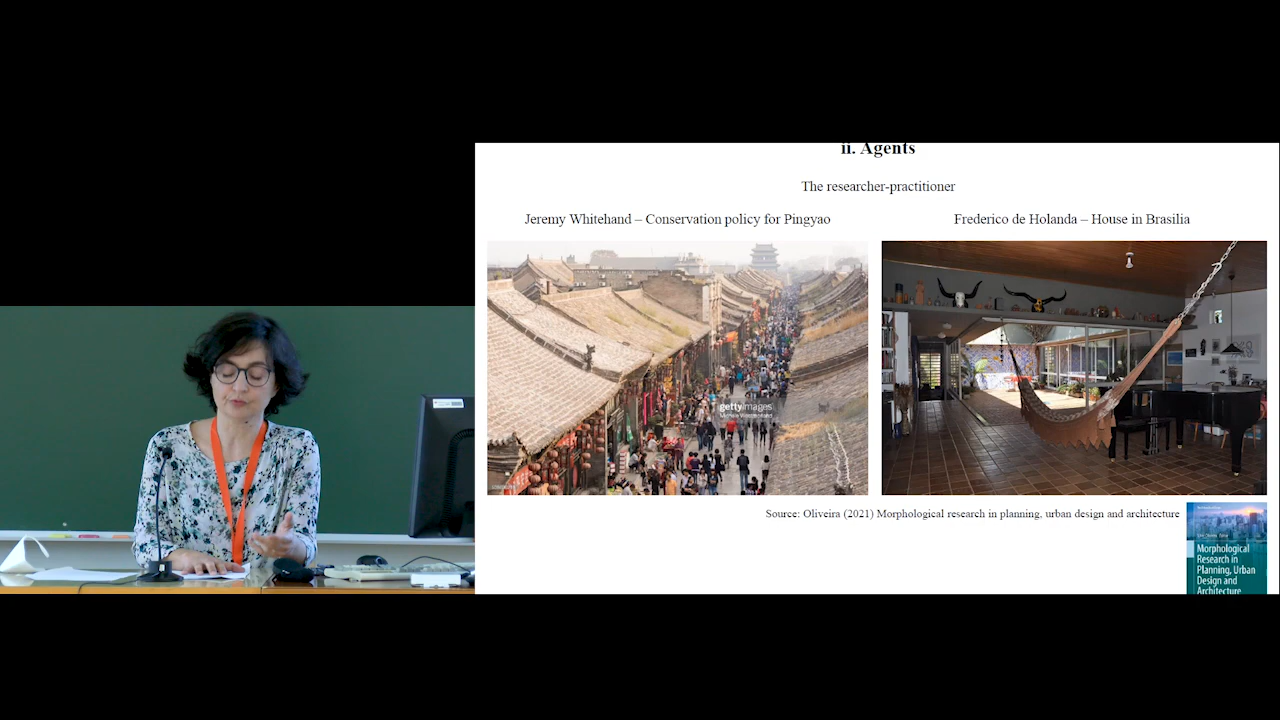 ii. Agents
The researcher-practitioner
Jeremy Whitehand – Conservation policy for Pingyao
Frederico de Holanda – House in Brasilia
gettyimages
Source: Oliveira (2021) Morphological research in planning, urban design and architecture
Morphological
Research in
Planning, Urban
Design and
Architecture